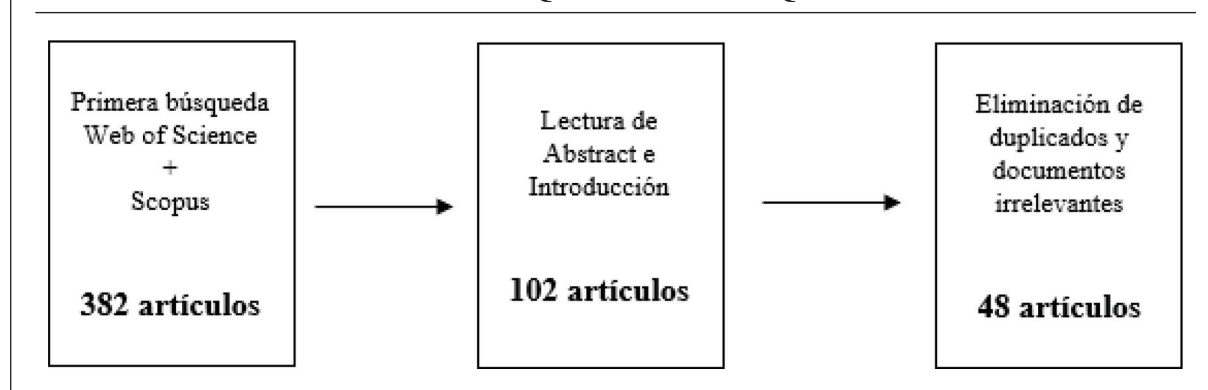 Primera búsqueda
Web of Science
+
Scopus
382 artículos
Lectura de
Abstract e
Introducción
102 artículos
Eliminación de
duplicados y
documentos
irrelevantes
48 artículos